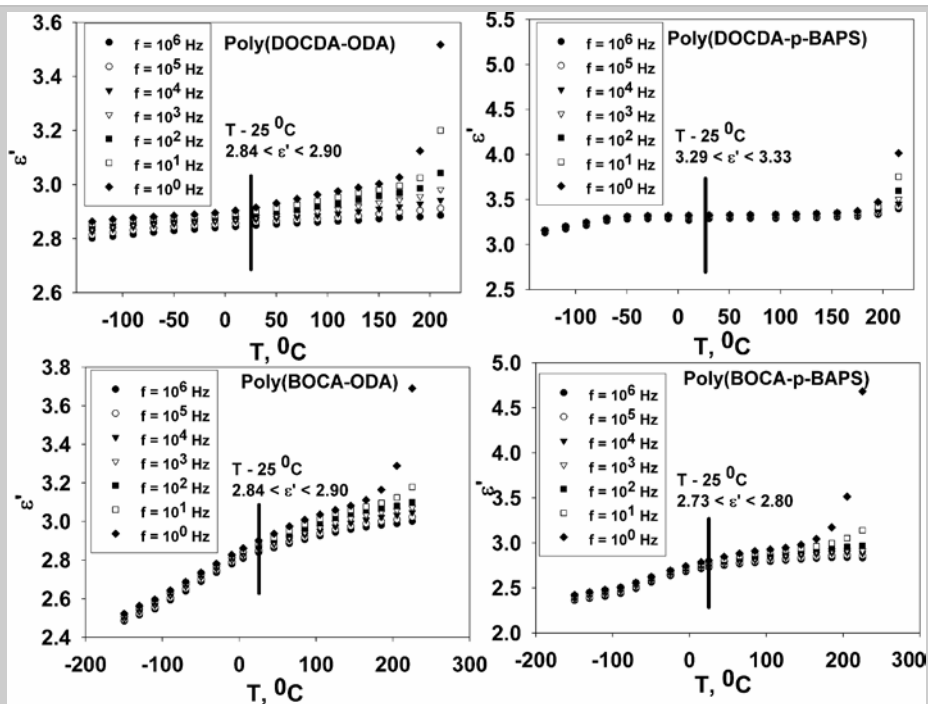 Poly(DOCDA-ODA)
f = 10⁶ Hz
f = 10⁵ Hz
f = 10⁴ Hz
f = 10³ Hz
f = 10² Hz
f = 10¹ Hz
f = 10⁰ Hz
T - 25 ⁰C
2.84 < ε' < 2.90
ε'
3.6
3.4
3.2
3.0
2.8
2.6
-100 -50 0 50 100 150 200
T, ⁰C
Poly(DOCDA-p-BAPS)
f = 10⁶ Hz
f = 10⁵ Hz
f = 10⁴ Hz
f = 10³ Hz
f = 10² Hz
f = 10¹ Hz
f = 10⁰ Hz
T - 25 ⁰C
3.29 < ε' < 3.33
ε'
5.5
5.0
4.5
4.0
3.5
3.0
2.5
-100 -50 0 50 100 150 200
T, ⁰C
Poly(BOCA-ODA)
f = 10⁶ Hz
f = 10⁵ Hz
f = 10⁴ Hz
f = 10³ Hz
f = 10² Hz
f = 10¹ Hz
f = 10⁰ Hz
T - 25 ⁰C
2.84 < ε' < 2.90
ε'
3.8
3.6
3.4
3.2
3.0
2.8
2.6
2.4
-200 -100 0 100 200 300
T, ⁰C
Poly(BOCA-p-BAPS)
f = 10⁶ Hz
f = 10⁵ Hz
f = 10⁴ Hz
f = 10³ Hz
f = 10² Hz
f = 10¹ Hz
f = 10⁰ Hz
T - 25 ⁰C
2.73 < ε' < 2.80
ε'
5.0
4.5
4.0
3.5
3.0
2.5
2.0
-200 -100 0 100 200 300
T, ⁰C